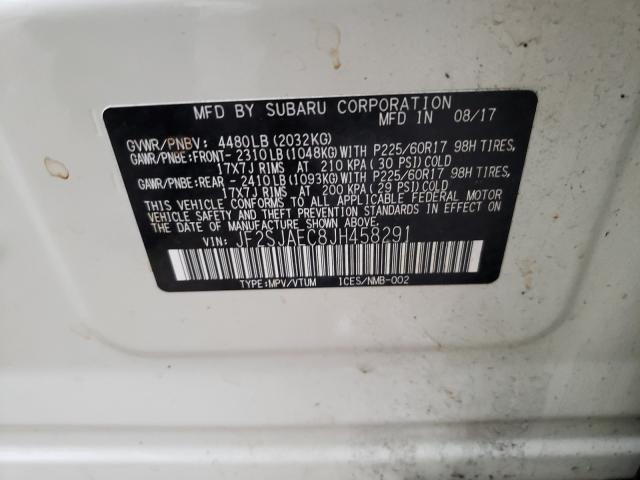 MFD BY SUBARU CORPORATION
MFD IN 08/17
GVWR/PNBV: 4480LB(2032KG)
GAWR/PNBE:FRONT-2310LB(1048KG)WITH P225/60R17 98H TIRES,
17X7J RIMS AT 210 KPA(30 PSI)COLD
GAWR/PNBE:REAR -2410LB(1093KG)WITH P225/60R17 98H TIRES,
17X7J RIMS AT 200 KPA(29 PSI)COLD
THIS VEHICLE CONFORMS TO ALL APPLICABLE FEDERAL MOTOR
VEHICLE SAFETY AND THEFT PREVENTION STANDARDS IN EFFECT ON
THE DATE OF MANUFACTURE SHOWN ABOVE.
VIN: JF2SJAEC8JH458291
TYPE:MPV/VTUM ICES/NMB-002